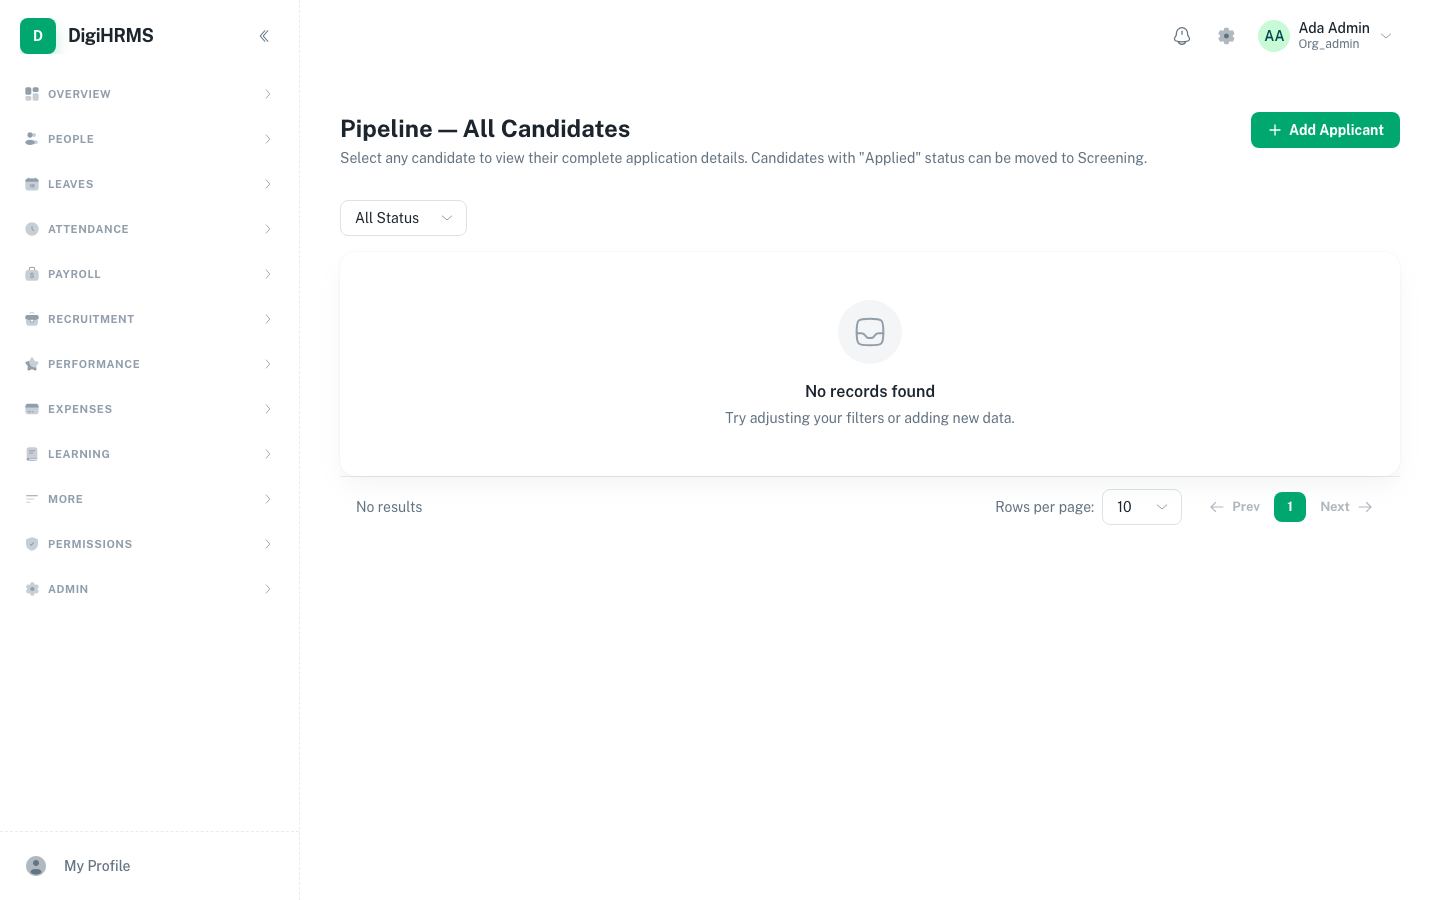 D
DigiHRMS
OVERVIEW
PEOPLE
LEAVES
ATTENDANCE
PAYROLL
RECRUITMENT
PERFORMANCE
EXPENSES
LEARNING
MORE
PERMISSIONS
ADMIN
My Profile
AA
Ada Admin
Org_admin
Pipeline — All Candidates
Select any candidate to view their complete application details. Candidates with "Applied" status can be moved to Screening.
Add Applicant
All Status
No records found
Try adjusting your filters or adding new data.
No results
Rows per page: 10
Prev 1 Next